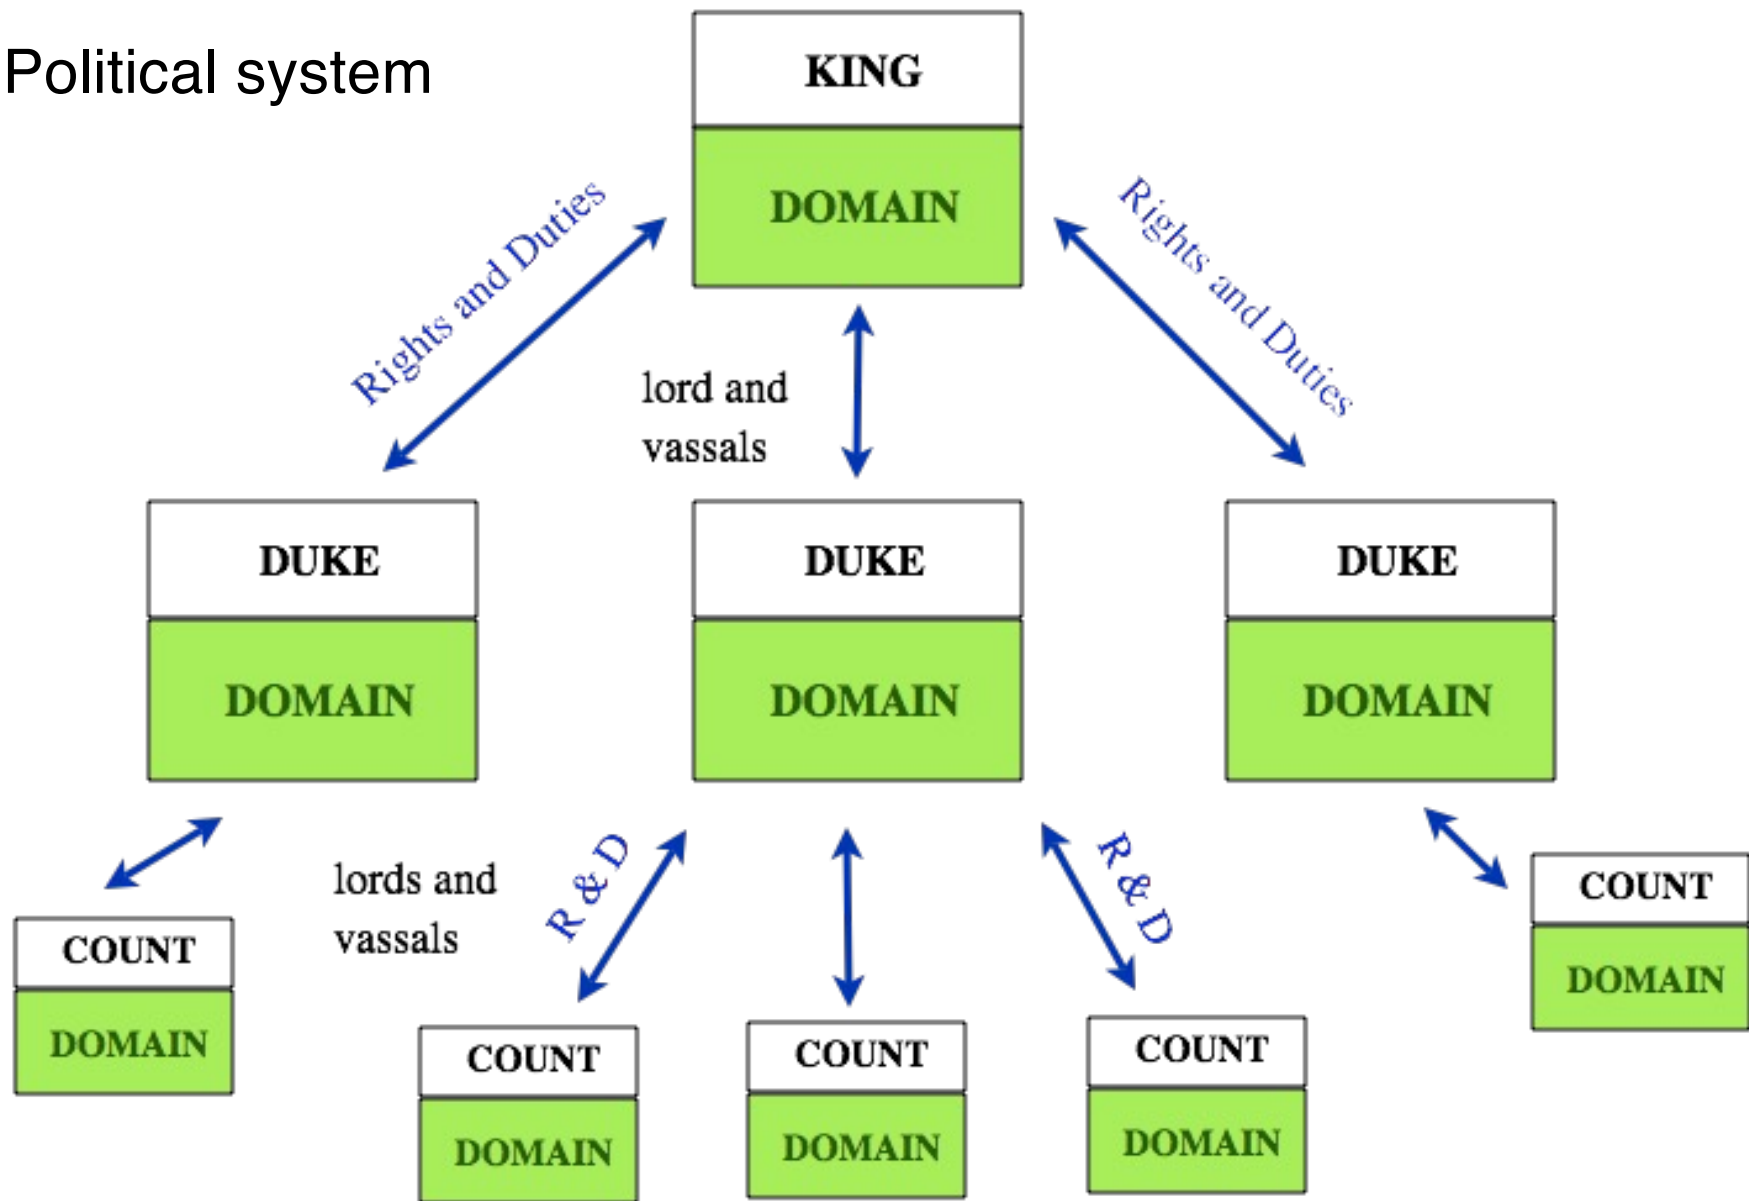 Political system
KING
DOMAIN
Rights and Duties
Rights and Duties
lord and
vassals
DUKE
DOMAIN
DUKE
DOMAIN
DUKE
DOMAIN
lords and
vassals
R & D
R & D
COUNT
DOMAIN
COUNT
DOMAIN
COUNT
DOMAIN
COUNT
DOMAIN
COUNT
DOMAIN